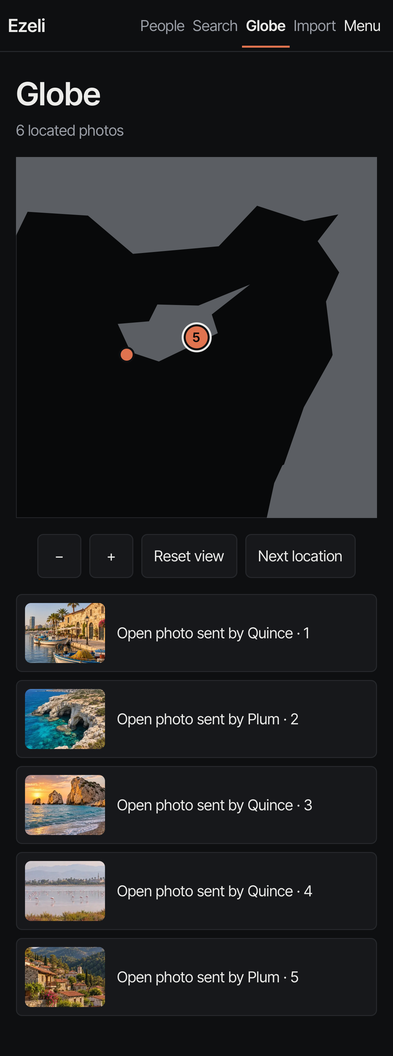 Ezeli People Search Globe Import Menu
Globe
6 located photos
5
− + Reset view Next location
Open photo sent by Quince · 1
Open photo sent by Plum · 2
Open photo sent by Quince · 3
Open photo sent by Quince · 4
Open photo sent by Plum · 5